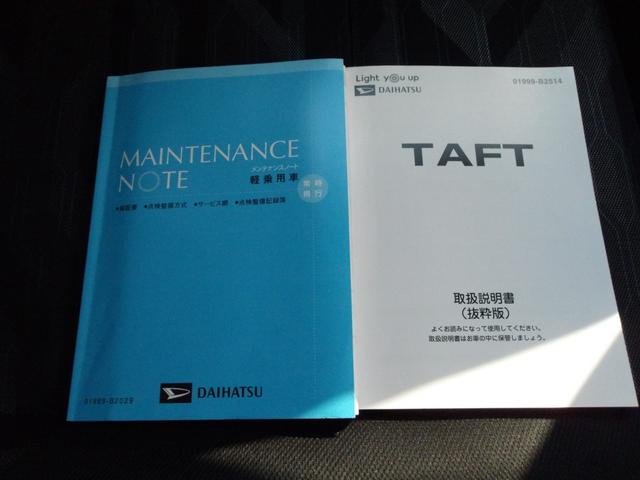 MAINTENANCE
NOTE
メンテナンスノート
軽乗用車
常時
携行
●保証書 ●点検整備方式 ●サービス網 ●点検整備記録簿
DAIHATSU
01999-B2029
Light you up
DAIHATSU
01999-B2514
TAFT
取扱説明書
(抜粋版)
よくお読みになって使用してください。
取扱説明書はお車の中に保管しましょう。